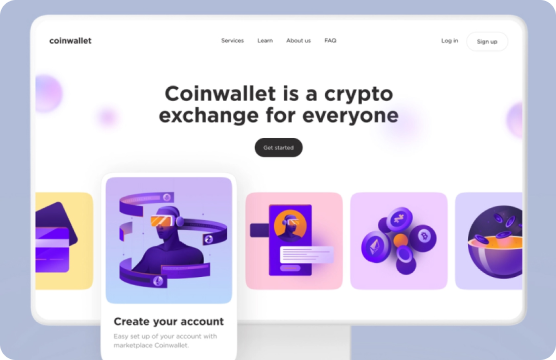 coinwallet
Services Learn About us FAQ
Log in Sign up
Coinwallet is a crypto
exchange for everyone
Get started
Create your account
Easy set up of your account with
marketplace Coinwallet.